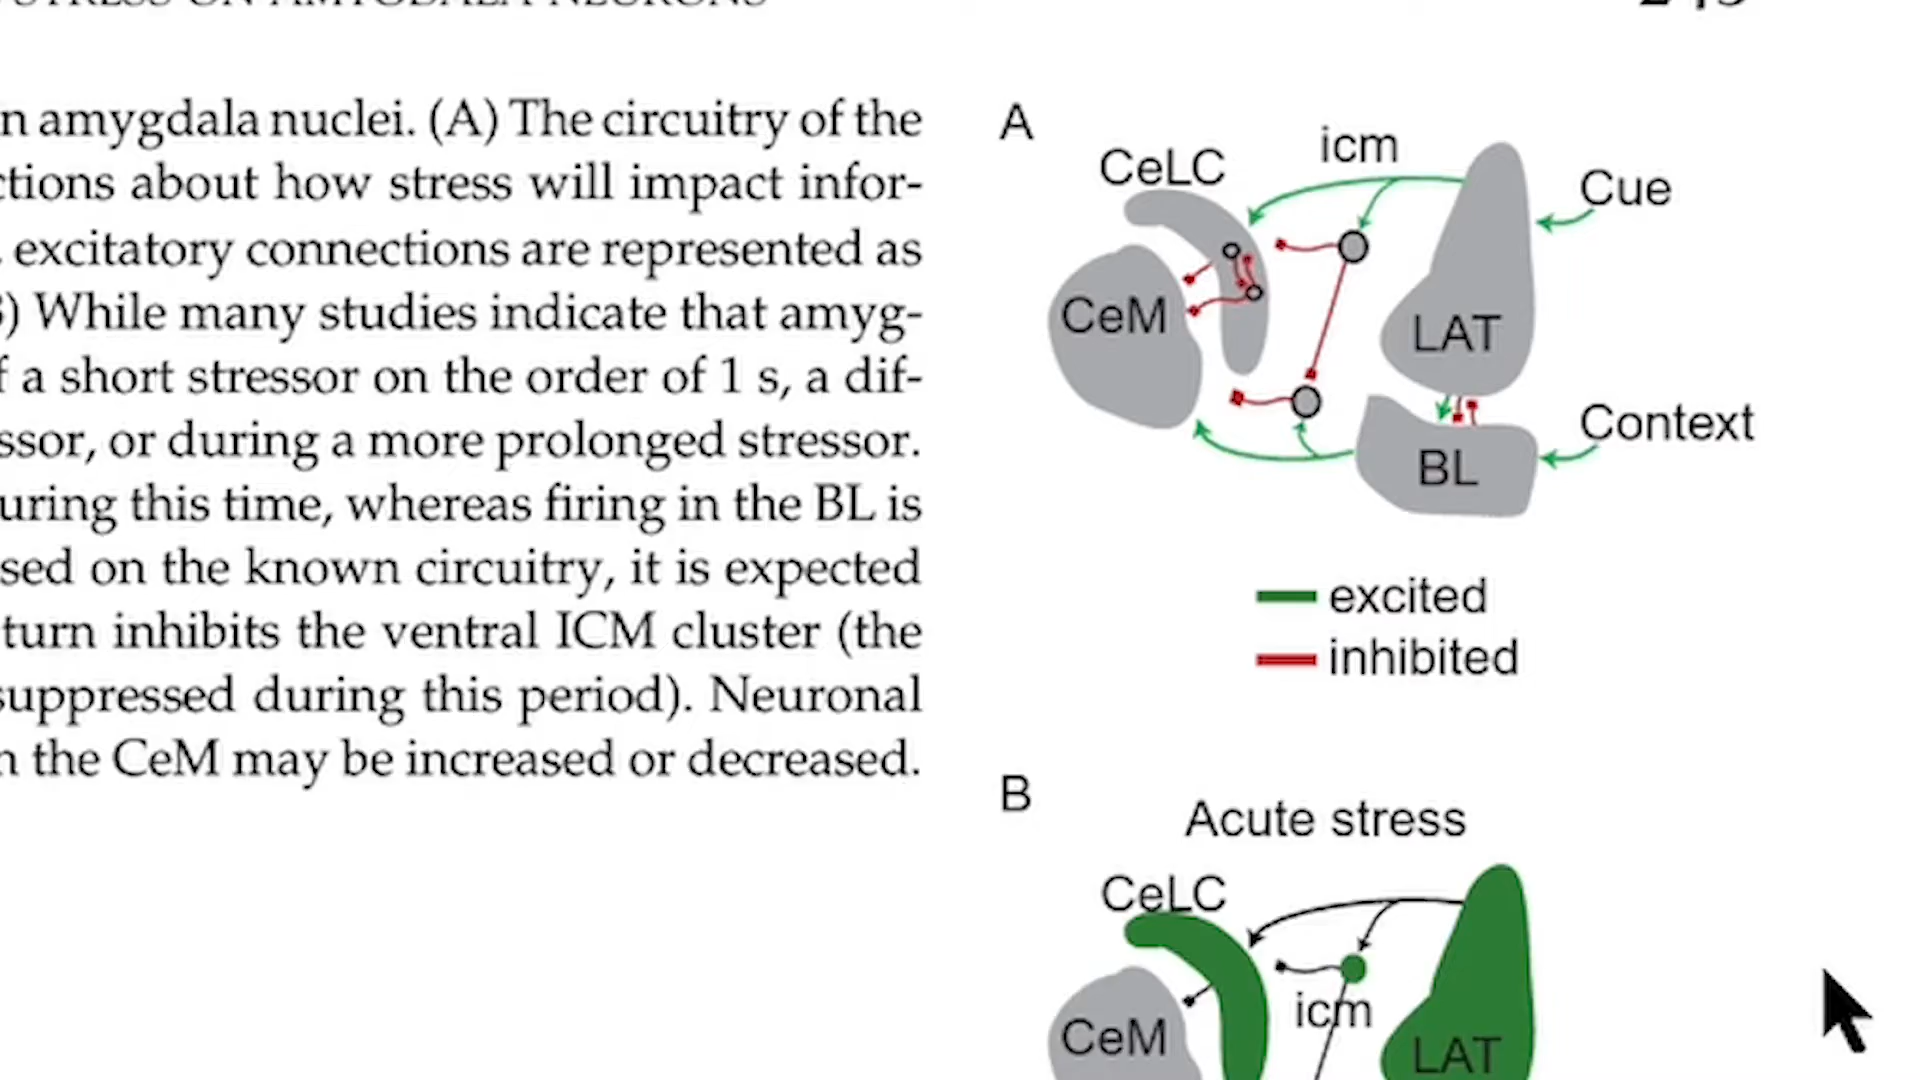 STRESS ON AMYGDALA NEURONS
n amygdala nuclei. (A) The circuitry of the
ctions about how stress will impact infor-
. excitatory connections are represented as
) While many studies indicate that amyg-
f a short stressor on the order of 1 s, a dif-
ssor, or during a more prolonged stressor.
uring this time, whereas firing in the BL is
sed on the known circuitry, it is expected
turn inhibits the ventral ICM cluster (the
suppressed during this period). Neuronal
n the CeM may be increased or decreased.
A
icm
CeLC
Cue
CeM
LAT
Context
BL
excited
inhibited
B
Acute stress
CeLC
icm
CeM
LAT